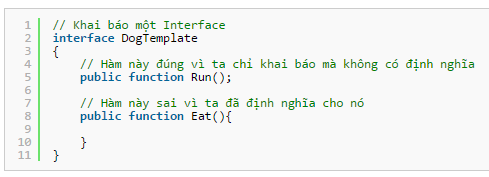 1 // Khai báo một Interface
2 interface DogTemplate
3 {
4 // Hàm này đúng vì ta chỉ khai báo mà không có định nghĩa
5 public function Run();
6
7 // Hàm này sai vì ta đã định nghĩa cho nó
8 public function Eat(){
9
10 }
11 }